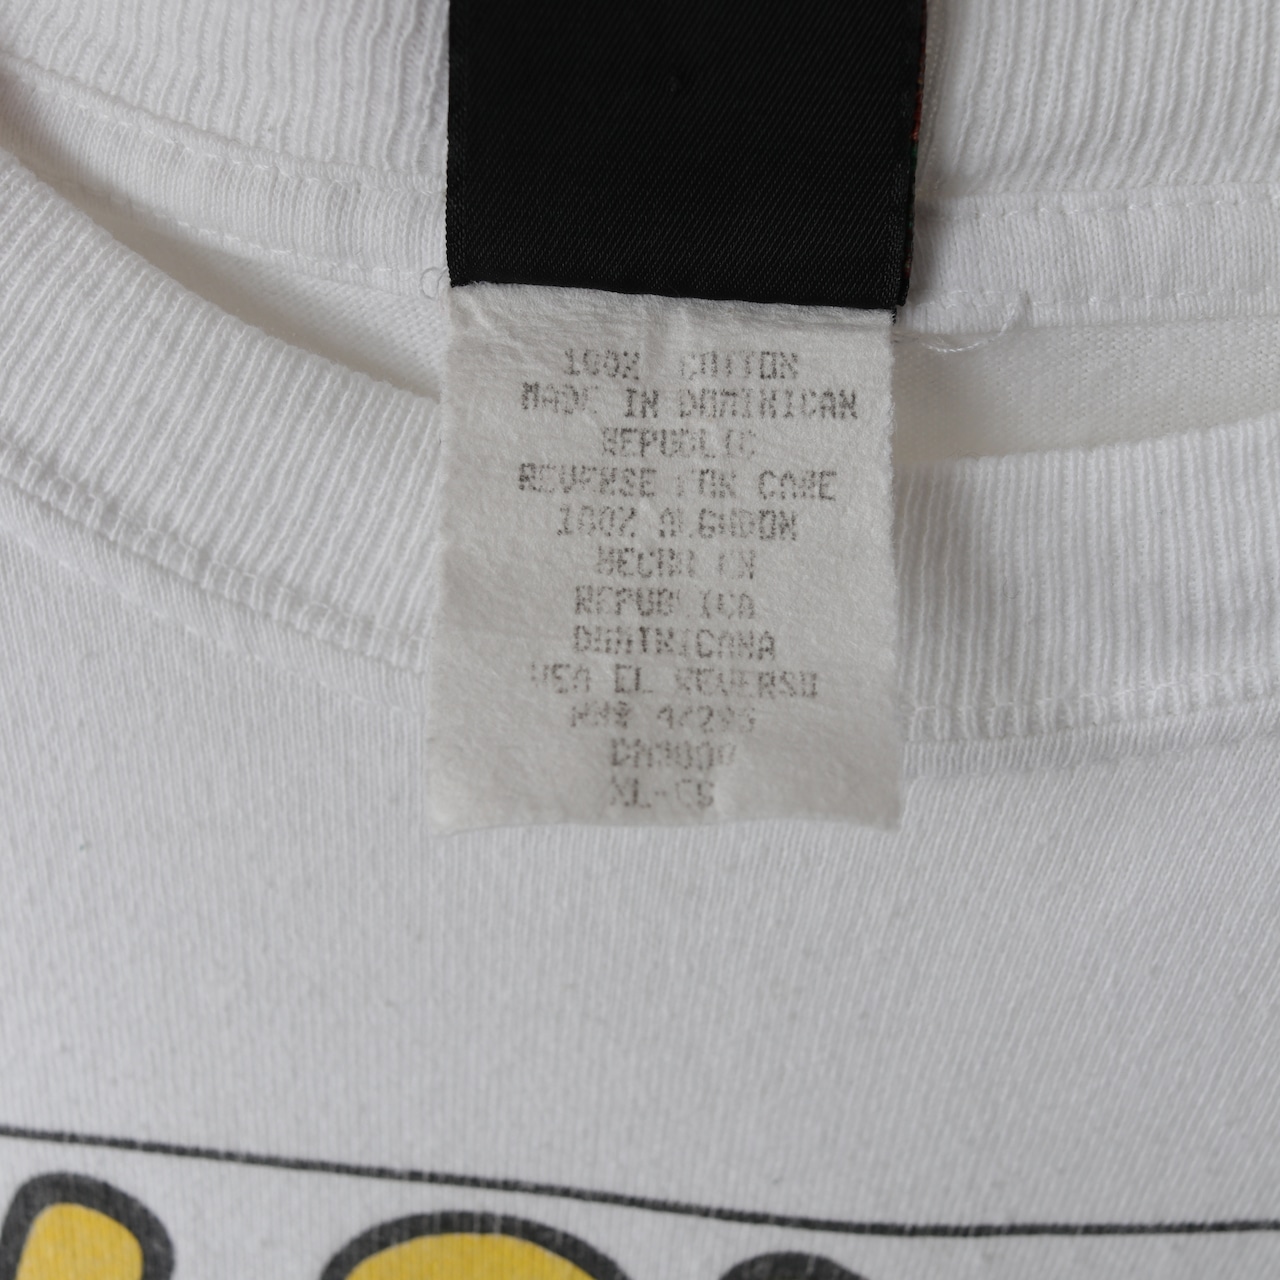 100% COTTON
MADE IN DOMINICAN
REPUBLIC
REVERSE FOR CARE
100% ALGODON
HECHO EN
REPUBLICA
DOMINICANA
VEA EL REVERSO
XL-EG